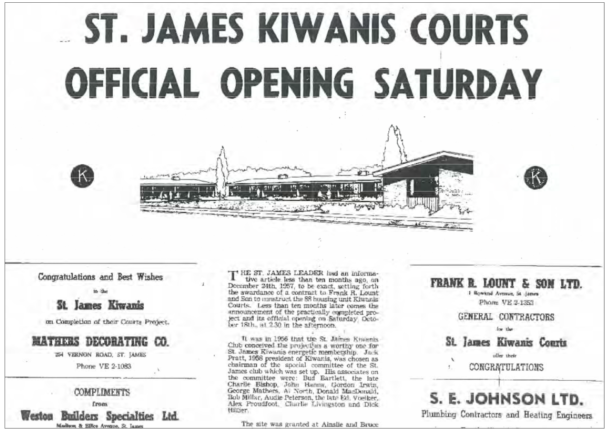 ST. JAMES KIWANIS COURTS
OFFICIAL OPENING SATURDAY
K
K
Congratulations and Best Wishes
to the
St. James Kiwanis
on Completion of their Courts Project.
MATHERS DECORATING CO.
254 VERNON ROAD, ST. JAMES
Phone VE 2-1083
COMPLIMENTS
from
Weston Builders Specialties Ltd.
THE ST. JAMES LEADER had an informa-
tive article less than ten months ago, on
December 24th, 1957, to be exact, setting forth
the awardance of a contract to Frank R. Lount
and Son to construct the 88 housing unit Kiwanis
Courts. Less than ten months later comes the
announcement of the practically completed pro-
ject and its official opening on Saturday, Octo-
ber 18th, at 2.30 in the afternoon.
It was in 1956 that the St. James Kiwanis
Club conceived the project as a worthy one for
St. James Kiwanis energetic membership. Jack
Pratt, 1956 president of Kiwanis, was chosen as
chairman of the special committee of the St.
James club which was set up. His associates on
the committee were: Bud Bartlett, the late
Charlie Bishop, John Hanna, Gordon Irwin,
George Mathers, Al North, Donald MacDonald,
Bob Millar, Austin Peterson, the late Ed. Voelker,
Alex Proudfoot, Charlie Livingston and Dick
The site was granted at Ainslie and Bruce
FRANK R. LOUNT & SON LTD.
Phone VE 2-1353
GENERAL CONTRACTORS
for the
St. James Kiwanis Courts
offer their
CONGRATULATIONS
S. E. JOHNSON LTD.
Plumbing Contractors and Heating Engineers